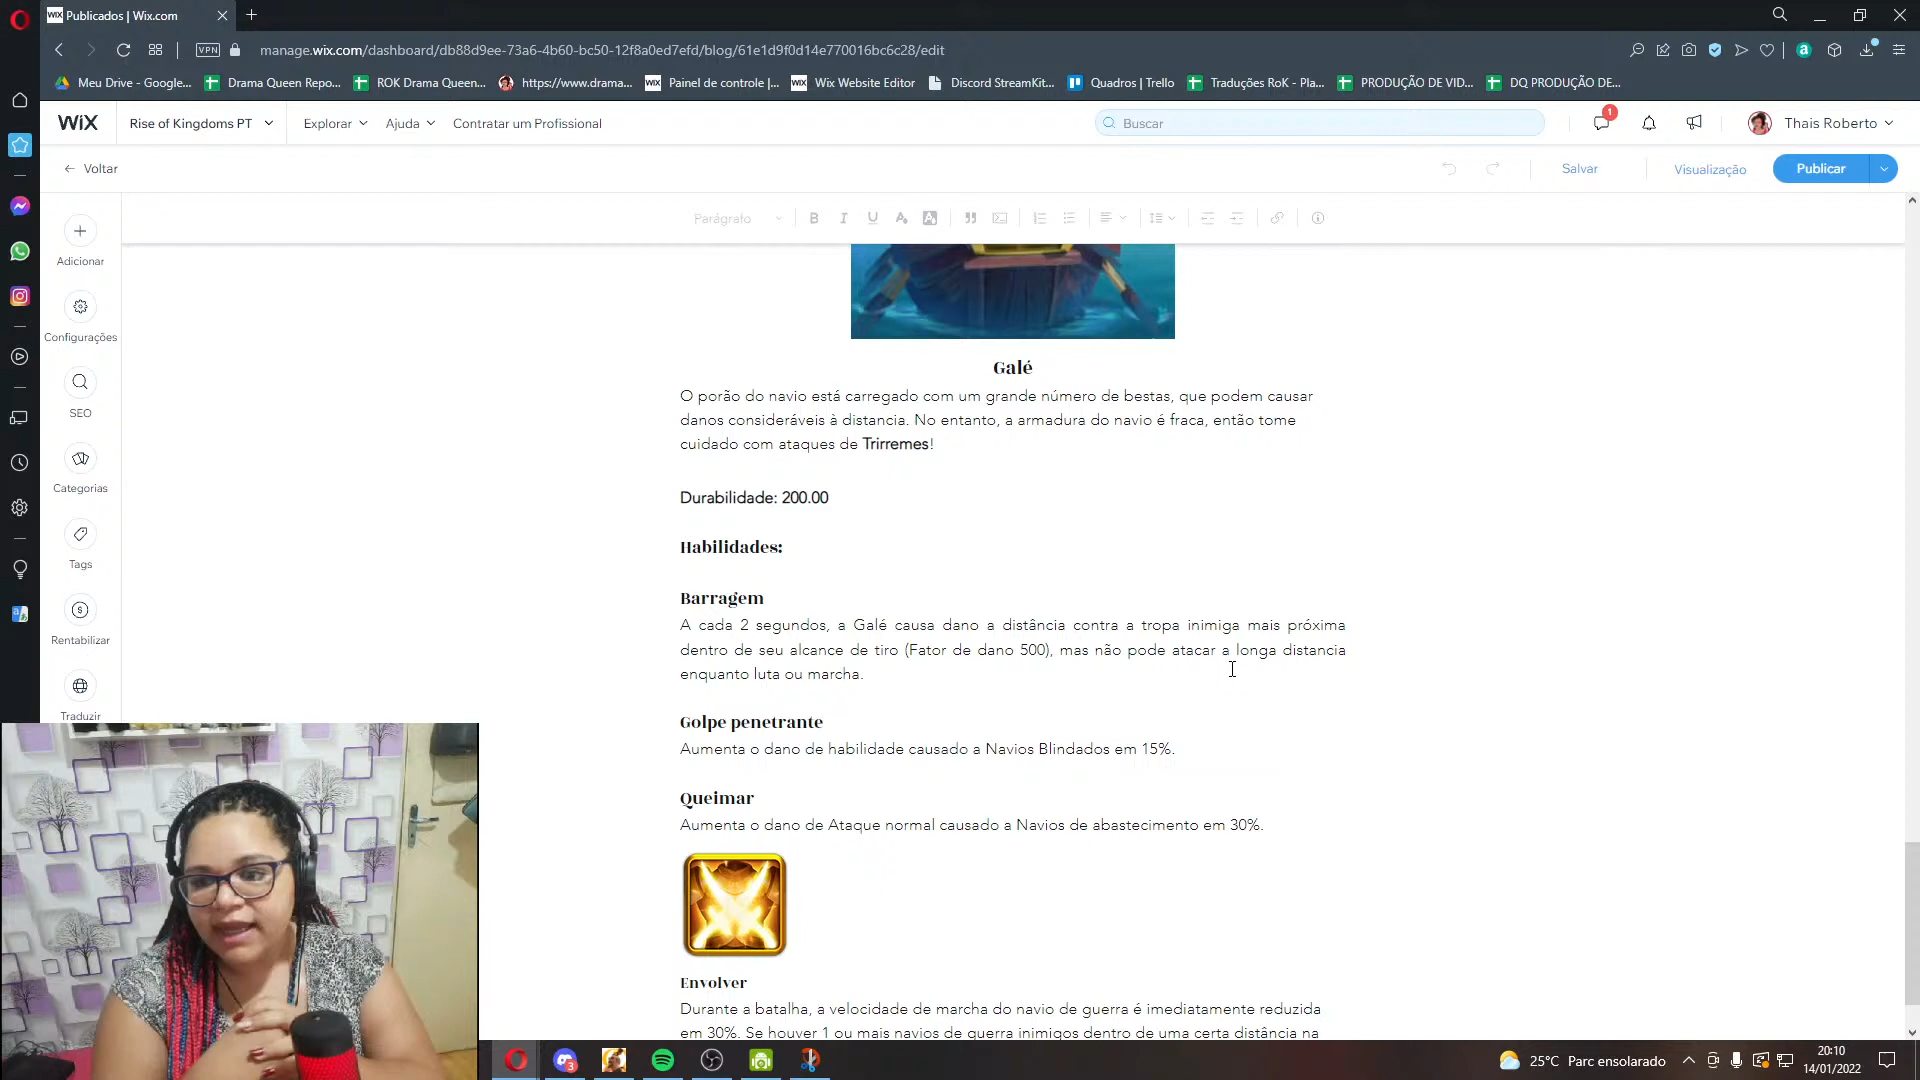 Publicados | Wix.com
VPN
manage.wix.com/dashboard/db88d9ee-73a6-4b60-bc50-12f8a0ed7efd/blog/61e1d9f0d14e770016bc6c28/edit
Meu Drive - Google...
Drama Queen Repo...
ROK Drama Queen...
https://www.drama...
Painel de controle |...
Wix Website Editor
Discord StreamKit...
Quadros | Trello
Traduções RoK - Pla...
PRODUÇÃO DE VID...
DQ PRODUÇÃO DE...
WiX
Rise of Kingdoms PT
Explorar
Ajuda
Contratar um Profissional
Buscar
1
Thais Roberto
Voltar
Salvar
Visualização
Publicar
Parágrafo
Adicionar
Configurações
SEO
Categorias
Tags
Rentabilizar
Traduzir
Galé
O porão do navio está carregado com um grande número de bestas, que podem causar
danos consideráveis à distancia. No entanto, a armadura do navio é fraca, então tome
cuidado com ataques de Trirremes!
Durabilidade: 200.00
Habilidades:
Barragem
A cada 2 segundos, a Galé causa dano a distância contra a tropa inimiga mais próxima
dentro de seu alcance de tiro (Fator de dano 500), mas não pode atacar a longa distancia
enquanto luta ou marcha.
Golpe penetrante
Aumenta o dano de habilidade causado a Navios Blindados em 15%.
Queimar
Aumenta o dano de Ataque normal causado a Navios de abastecimento em 30%.
Envolver
Durante a batalha, a velocidade de marcha do navio de guerra é imediatamente reduzida
em 30%. Se houver 1 ou mais navios de guerra inimigos dentro de uma certa distância na
25°C Parc ensolarado
20:10
14/01/2022